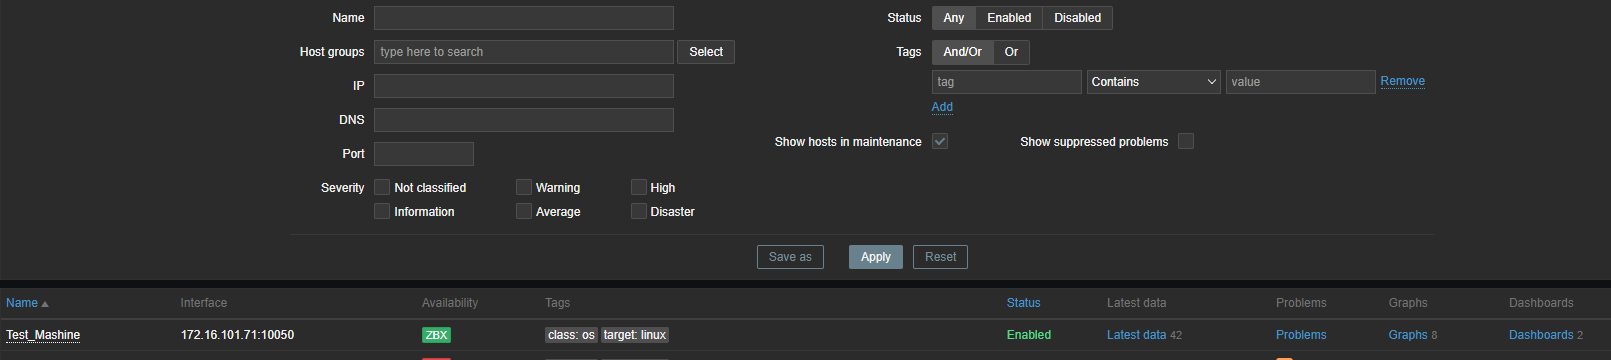 Name Status Any Enabled Disabled
Host groups type here to search Select Tags And/Or Or
IP tag Contains value Remove
Add
DNS
Show hosts in maintenance Show suppressed problems
Port
Severity Not classified Warning High
Information Average Disaster
Save as Apply Reset
Name Interface Availability Tags Status Latest data Problems Graphs Dashboards
Test_Mashine 172.16.101.71:10050 ZBX class: os target: linux Enabled Latest data 42 Problems Graphs 8 Dashboards 2